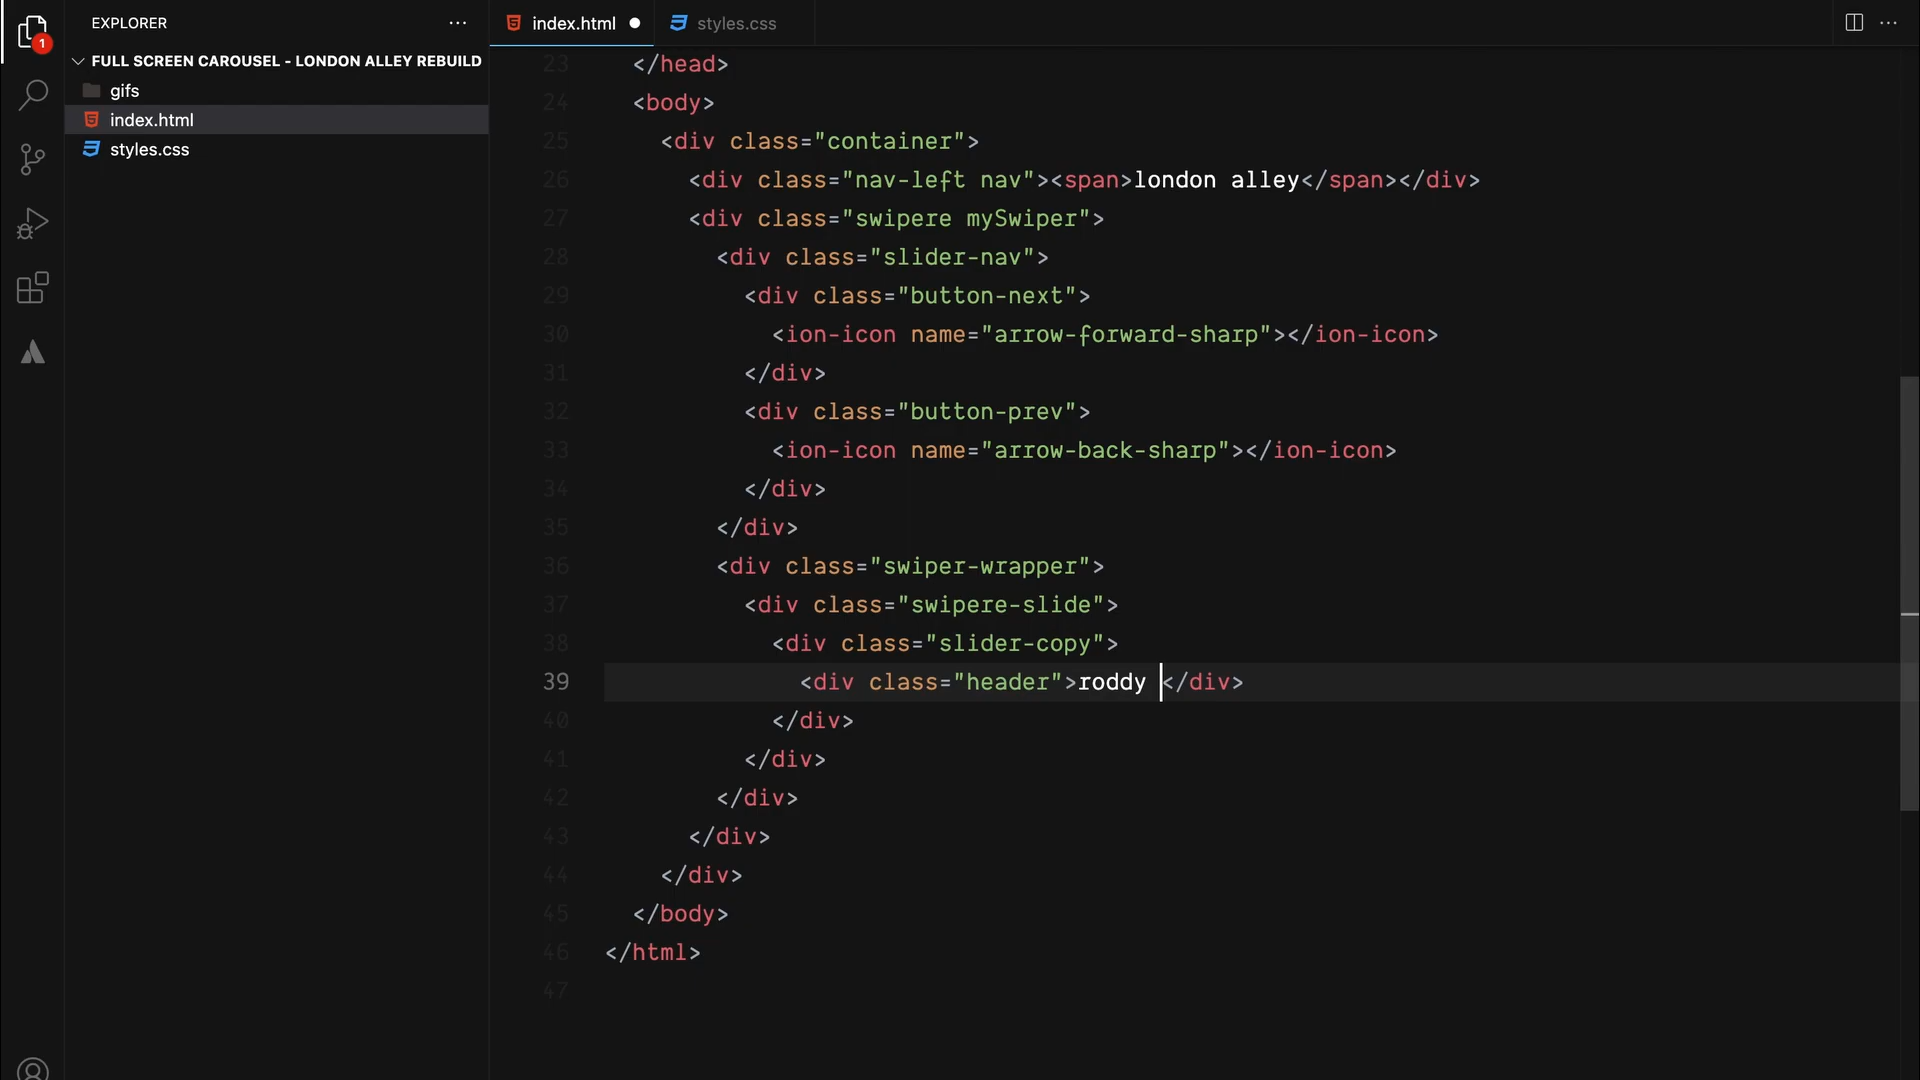 EXPLORER
1
FULL SCREEN CAROUSEL - LONDON ALLEY REBUILD
gifs
index.html
styles.css
index.html
styles.css
23 </head>
24 <body>
25 <div class="container">
26 <div class="nav-left nav"><span>london alley</span></div>
27 <div class="swipere mySwiper">
28 <div class="slider-nav">
29 <div class="button-next">
30 <ion-icon name="arrow-forward-sharp"></ion-icon>
31 </div>
32 <div class="button-prev">
33 <ion-icon name="arrow-back-sharp"></ion-icon>
34 </div>
35 </div>
36 <div class="swiper-wrapper">
37 <div class="swipere-slide">
38 <div class="slider-copy">
39 <div class="header">roddy </div>
40 </div>
41 </div>
42 </div>
43 </div>
44 </div>
45 </body>
46 </html>
47